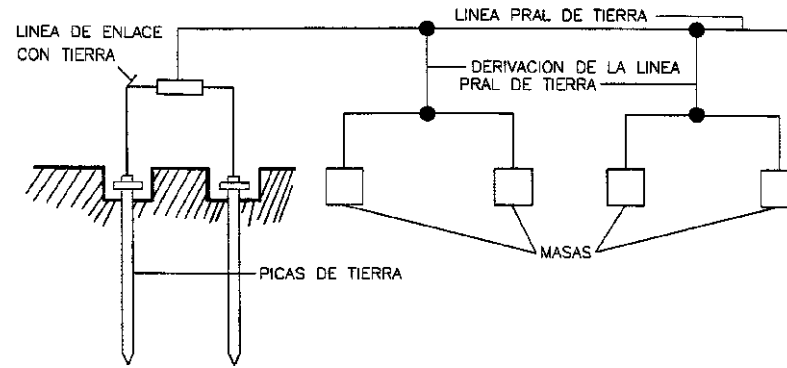 LINEA PRAL DE TIERRA
LINEA DE ENLACE
CON TIERRA
DERIVACION DE LA LINEA
PRAL DE TIERRA
MASAS
PICAS DE TIERRA